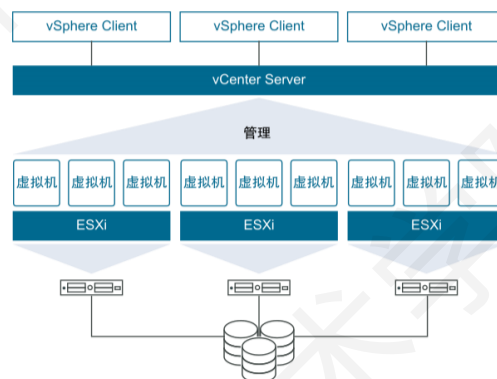 vSphere Client vSphere Client vSphere Client
vCenter Server
管理
虚拟机 虚拟机 虚拟机 虚拟机 虚拟机 虚拟机 虚拟机 虚拟机 虚拟机
ESXi ESXi ESXi
术学